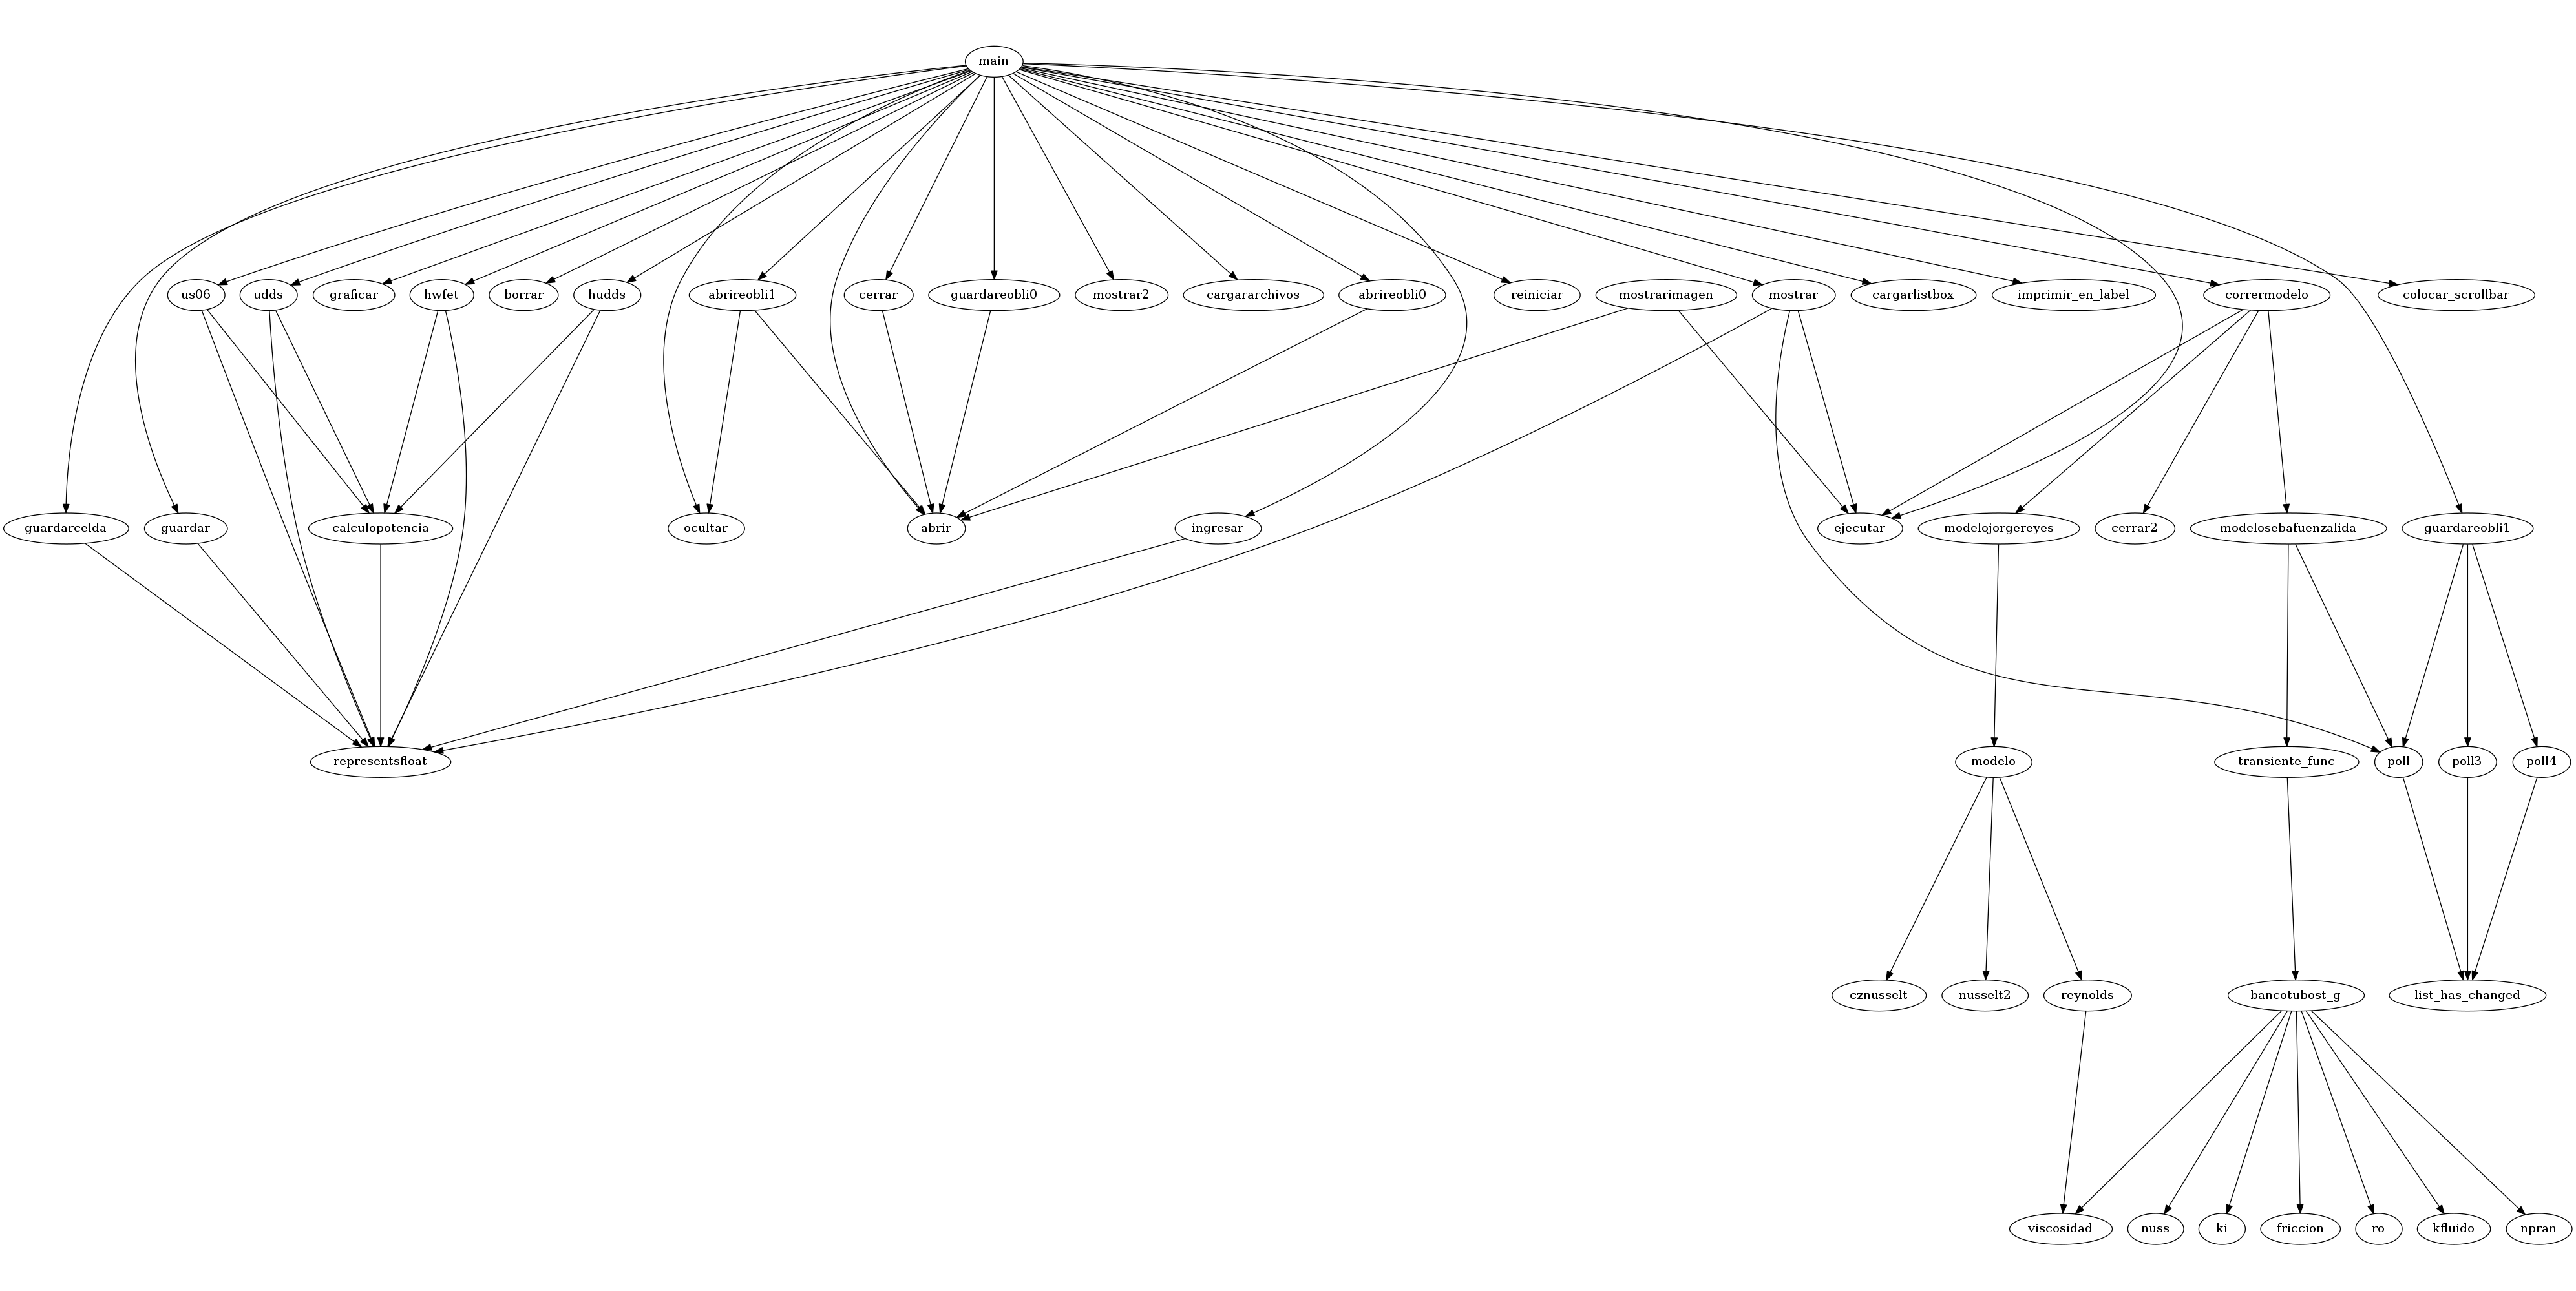 main
us06
udds
graficar
hwfet
borrar
hudds
abrireobli1
cerrar
guardareobli0
mostrar2
cargararchivos
abrireobli0
reiniciar
mostrarimagen
mostrar
cargarlistbox
imprimir_en_label
corrermodelo
colocar_scrollbar
guardarcelda
guardar
calculopotencia
ocultar
abrir
ingresar
ejecutar
modelojorgereyes
cerrar2
modelosebafuenzalida
guardareobli1
representsfloat
modelo
transiente_func
poll
poll3
poll4
cznusselt
nusselt2
reynolds
bancotubost_g
list_has_changed
viscosidad
nuss
ki
friccion
ro
kfluido
npran